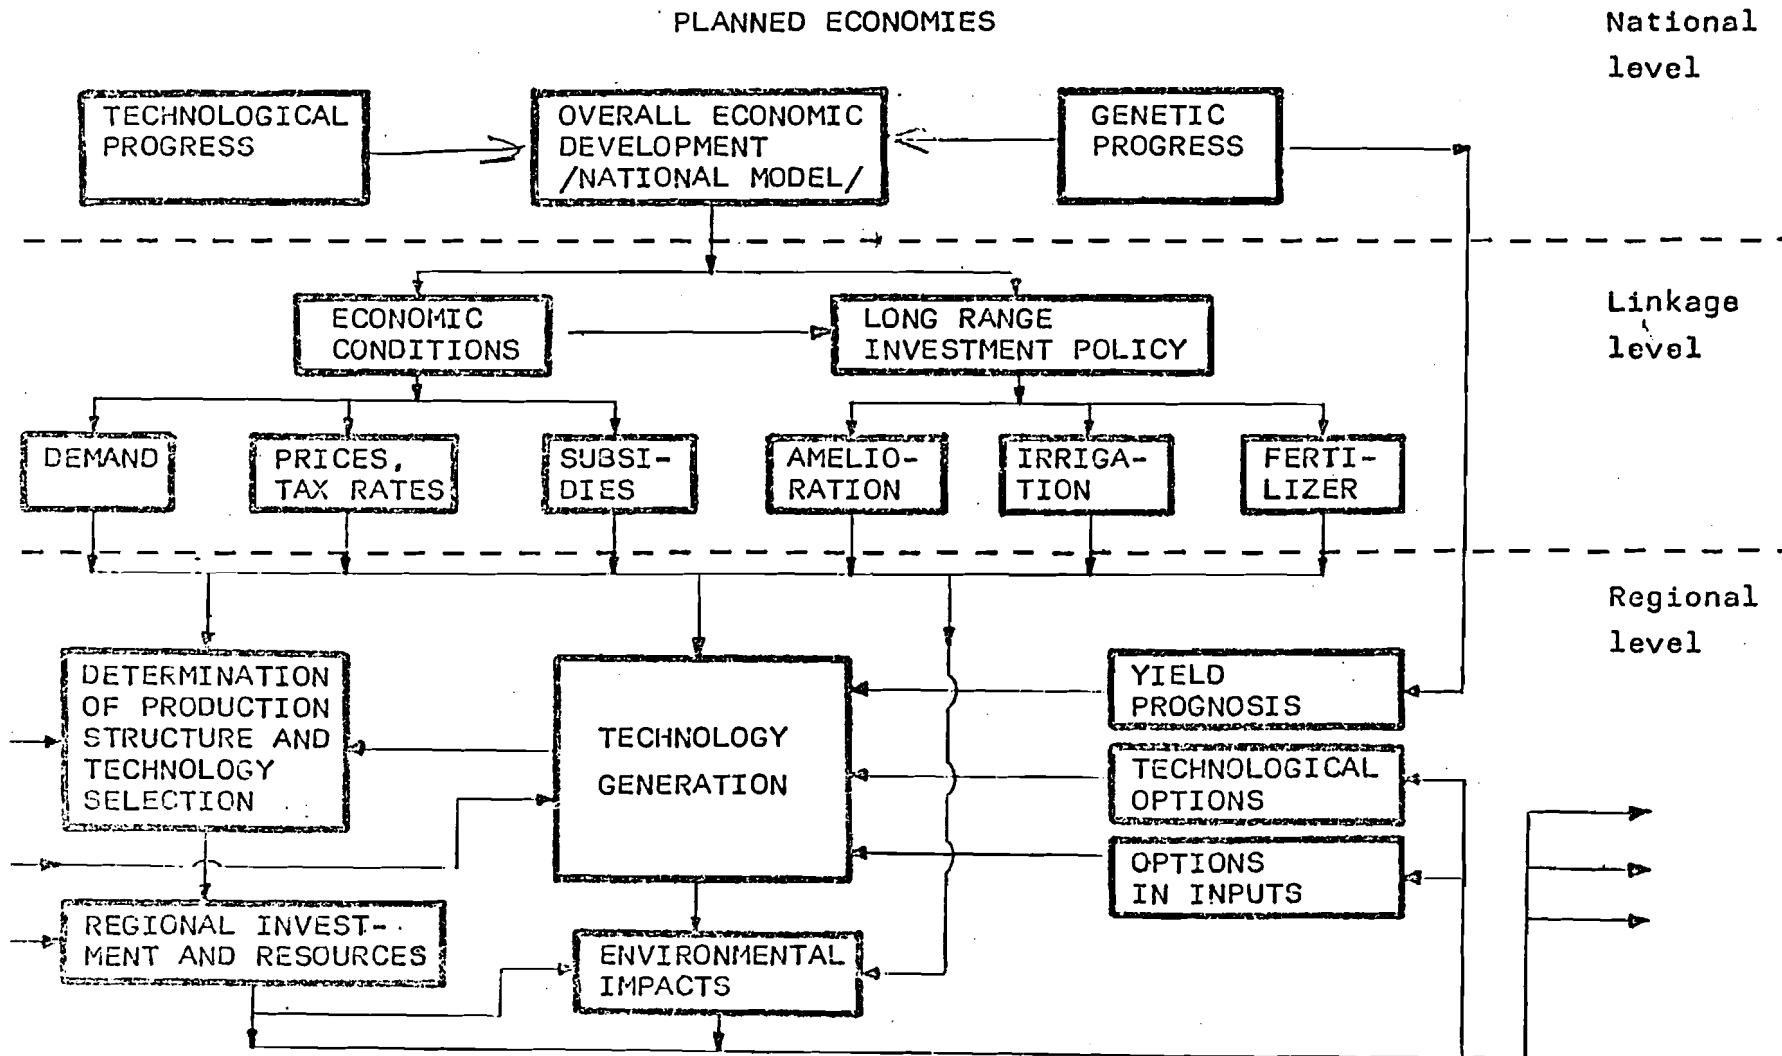 PLANNED ECONOMIES
National
level
TECHNOLOGICAL
PROGRESS
OVERALL ECONOMIC
DEVELOPMENT
/NATIONAL MODEL/
GENETIC
PROGRESS
Linkage
level
ECONOMIC
CONDITIONS
LONG RANGE
INVESTMENT POLICY
DEMAND
PRICES,
TAX RATES
SUBSI-
DIES
AMELIO-
RATION
IRRIGA-
TION
FERTI-
LIZER
Regional
level
DETERMINATION
OF PRODUCTION
STRUCTURE AND
TECHNOLOGY
SELECTION
TECHNOLOGY
GENERATION
YIELD
PROGNOSIS
TECHNOLOGICAL
OPTIONS
OPTIONS
IN INPUTS
REGIONAL INVEST-
MENT AND RESOURCES
ENVIRONMENTAL
IMPACTS